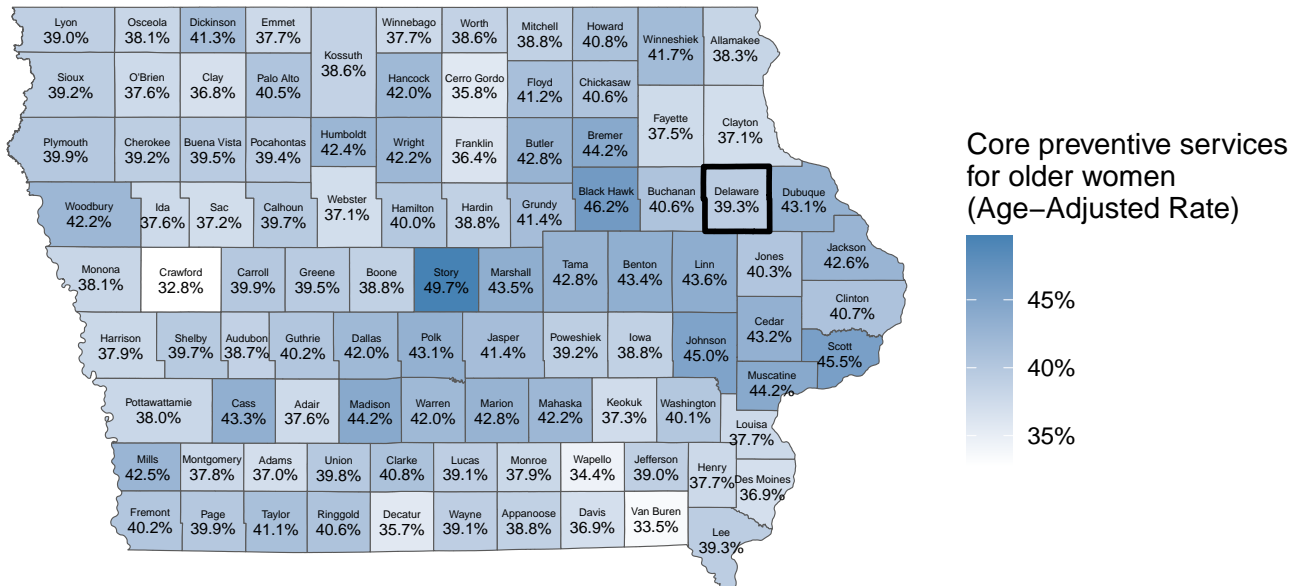 Lyon
39.0%
Osceola
38.1%
Dickinson
41.3%
Emmet
37.7%
Kossuth
38.6%
Winnebago
37.7%
Worth
38.6%
Mitchell
38.8%
Howard
40.8%
Winneshiek
41.7%
Allamakee
38.3%
Sioux
39.2%
O'Brien
37.6%
Clay
36.8%
Palo Alto
40.5%
Hancock
42.0%
Cerro Gordo
35.8%
Floyd
41.2%
Chickasaw
40.6%
Fayette
37.5%
Clayton
37.1%
Plymouth
39.9%
Cherokee
39.2%
Buena Vista
39.5%
Pocahontas
39.4%
Humboldt
42.4%
Wright
42.2%
Franklin
36.4%
Butler
42.8%
Bremer
44.2%
Woodbury
42.2%
Ida
37.6%
Sac
37.2%
Calhoun
39.7%
Webster
37.1%
Hamilton
40.0%
Hardin
38.8%
Grundy
41.4%
Black Hawk
46.2%
Buchanan
40.6%
Delaware
39.3%
Dubuque
43.1%
Monona
38.1%
Crawford
32.8%
Carroll
39.9%
Greene
39.5%
Boone
38.8%
Story
49.7%
Marshall
43.5%
Tama
42.8%
Benton
43.4%
Linn
43.6%
Jones
40.3%
Jackson
42.6%
Clinton
40.7%
Harrison
37.9%
Shelby
39.7%
Audubon
38.7%
Guthrie
40.2%
Dallas
42.0%
Polk
43.1%
Jasper
41.4%
Poweshiek
39.2%
Iowa
38.8%
Johnson
45.0%
Cedar
43.2%
Scott
45.5%
Muscatine
44.2%
Pottawattamie
38.0%
Cass
43.3%
Adair
37.6%
Madison
44.2%
Warren
42.0%
Marion
42.8%
Mahaska
42.2%
Keokuk
37.3%
Washington
40.1%
Louisa
37.7%
Mills
42.5%
Montgomery
37.8%
Adams
37.0%
Union
39.8%
Clarke
40.8%
Lucas
39.1%
Monroe
37.9%
Wapello
34.4%
Jefferson
39.0%
Henry
37.7%
Des Moines
36.9%
Fremont
40.2%
Page
39.9%
Taylor
41.1%
Ringgold
40.6%
Decatur
35.7%
Wayne
39.1%
Appanoose
38.8%
Davis
36.9%
Van Buren
33.5%
Lee
39.3%
Core preventive services
for older women
(Age−Adjusted Rate)
45%
40%
35%